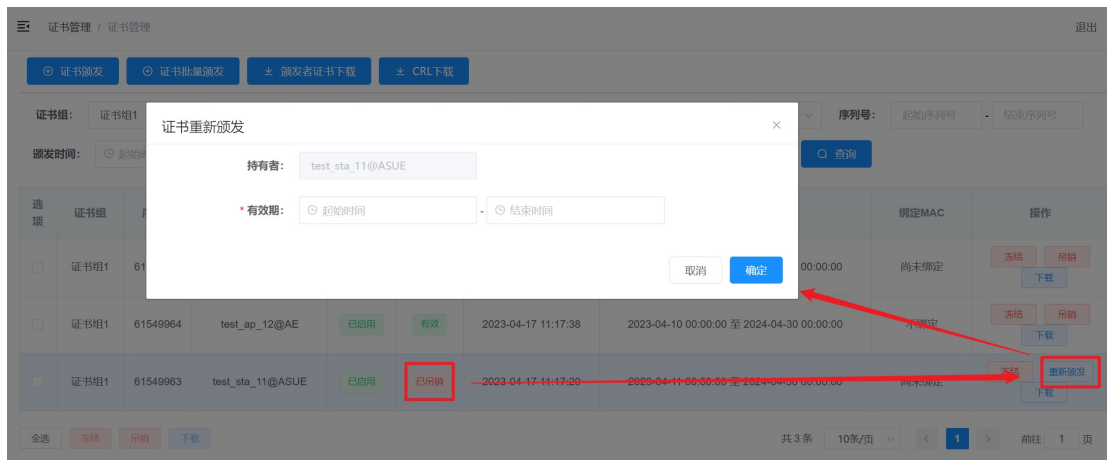 证书管理 / 证书管理 退出
证书颁发 证书批量颁发 颁发者证书下载 CRL下载
证书组: 证书组1 序列号: 起始序列号 - 结束序列号
颁发时间: 查询
证书重新颁发
持有者: test_sta_11@ASUE
* 有效期: 起始时间 - 结束时间
取消 确定
选项 证书组 绑定MAC 操作
证书组1 61 00:00:00 尚未绑定 冻结 吊销 下载
证书组1 61549964 test_ap_12@AE 已启用 有效 2023-04-17 11:17:38 2023-04-10 00:00:00 至 2024-04-30 00:00:00 不绑定 冻结 吊销 下载
证书组1 61549963 test_sta_11@ASUE 已启用 已吊销 2023-04-17 11:17:20 2023-04-11 00:00:00 至 2024-04-30 00:00:00 尚未绑定 冻结 重新颁发 下载
全选 冻结 吊销 下载 共 3 条 10条/页 1 前往 1 页